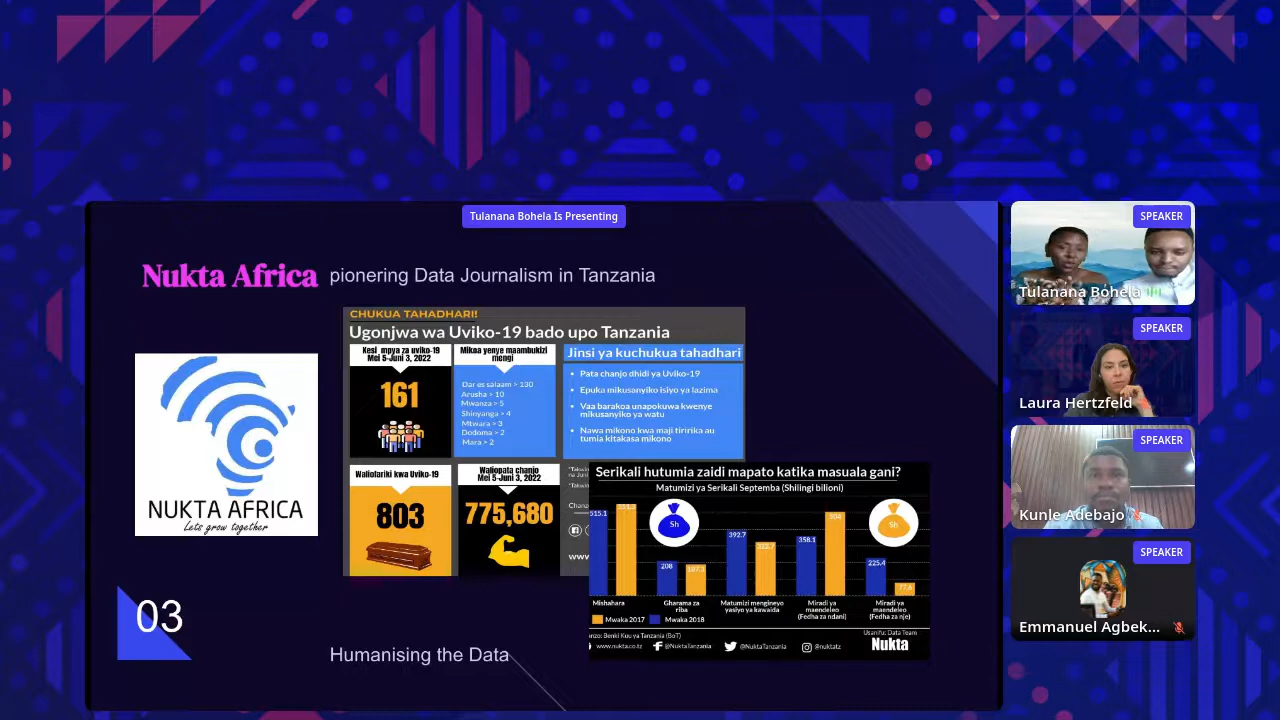 Tulanana Bohela Is Presenting
Nukta Africa pionering Data Journalism in Tanzania
NUKTA AFRICA
Lets grow together
CHUKUA TAHADHARI!
Ugonjwa wa Uviko-19 bado upo Tanzania
Kesi mpya za uviko-19
Mei 5-Juni 3, 2022
161
Mikoa yenye maambukizi
mengi
Dar es salaam > 130
Arusha > 10
Mwanza > 5
Shinyanga > 4
Mtwara > 3
Dodoma > 2
Mara > 2
Jinsi ya kuchukua tahadhari
• Pata chanjo dhidi ya Uviko-19
• Epuka mikusanyiko isiyo ya lazima
• Vaa barakoa unapokuwa kwenye
mikusanyiko ya watu
• Nawa mikono kwa maji tiririka au
tumia kitakasa mikono
Waliofariki kwa Uviko-19
803
Waliopata chanjo
Mei 5-Juni 3, 2022
775,680
Serikali hutumia zaidi mapato katika masuala gani?
Matumizi ya Serikali Septemba (Shilingi bilioni)
515.1
Sh
208
187.3
392.7
358.1
504
Sh
225.4
77.6
Mishahara
Gharama za
riba
Matumizi mengineyo
yasiyo ya kawaida
Miradi ya
maendeleo
(Fedha za ndani)
Miradi ya
maendeleo
(Fedha za nje)
Mwaka 2017
Mwaka 2018
Benki Kuu ya Tanzania (BoT)
Usanifu: Data Team
www.nukta.co.tz
@NuktaTanzania
@NuktaTanzania
@nuktatz
Nukta
03
Humanising the Data
SPEAKER
Tulanana Bohela
SPEAKER
Laura Hertzfeld
SPEAKER
Kunle Adebajo
SPEAKER
Emmanuel Agbek...